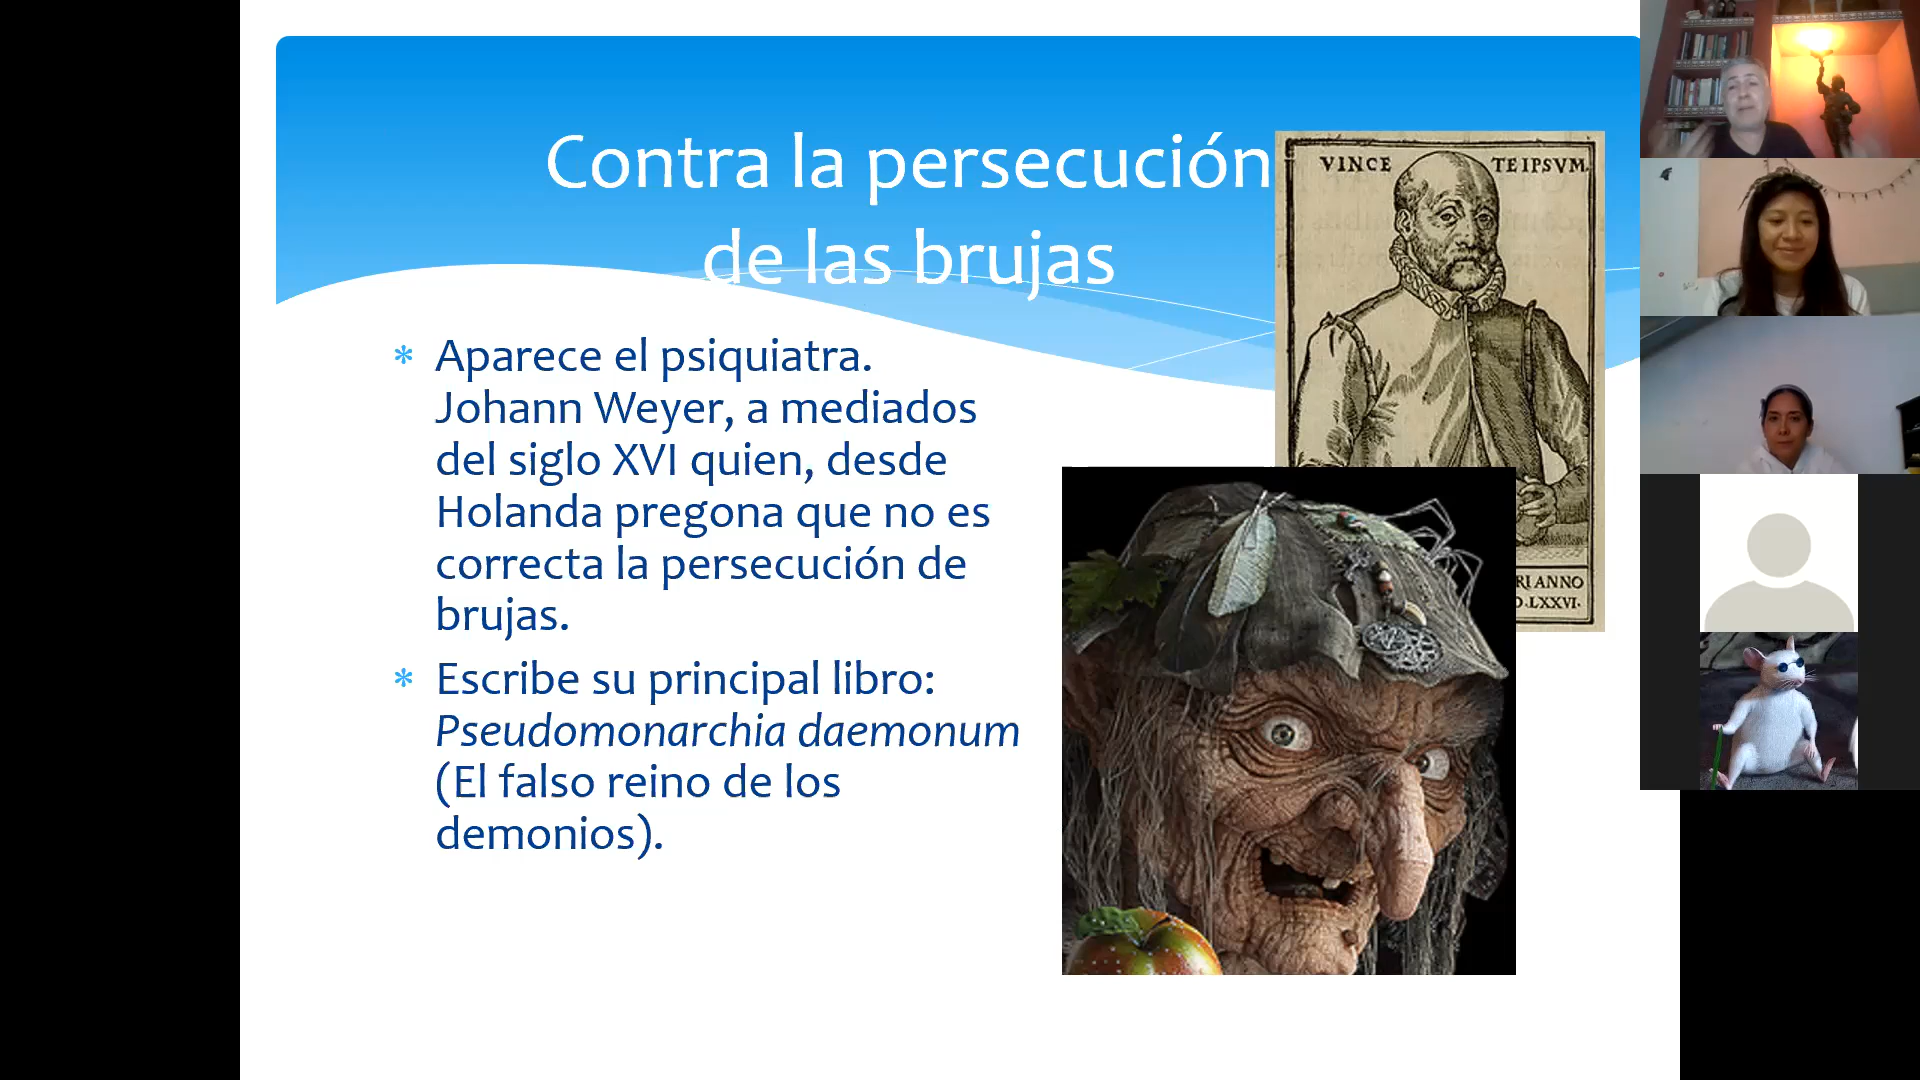 Contra la persecución
de las brujas
Aparece el psiquiatra.
Johann Weyer, a mediados
del siglo XVI quien, desde
Holanda pregona que no es
correcta la persecución de
brujas.
Escribe su principal libro:
Pseudomonarchia daemonum
(El falso reino de los
demonios).
VINCE TEIPSVM.
RI ANNO
D.LXXVI.